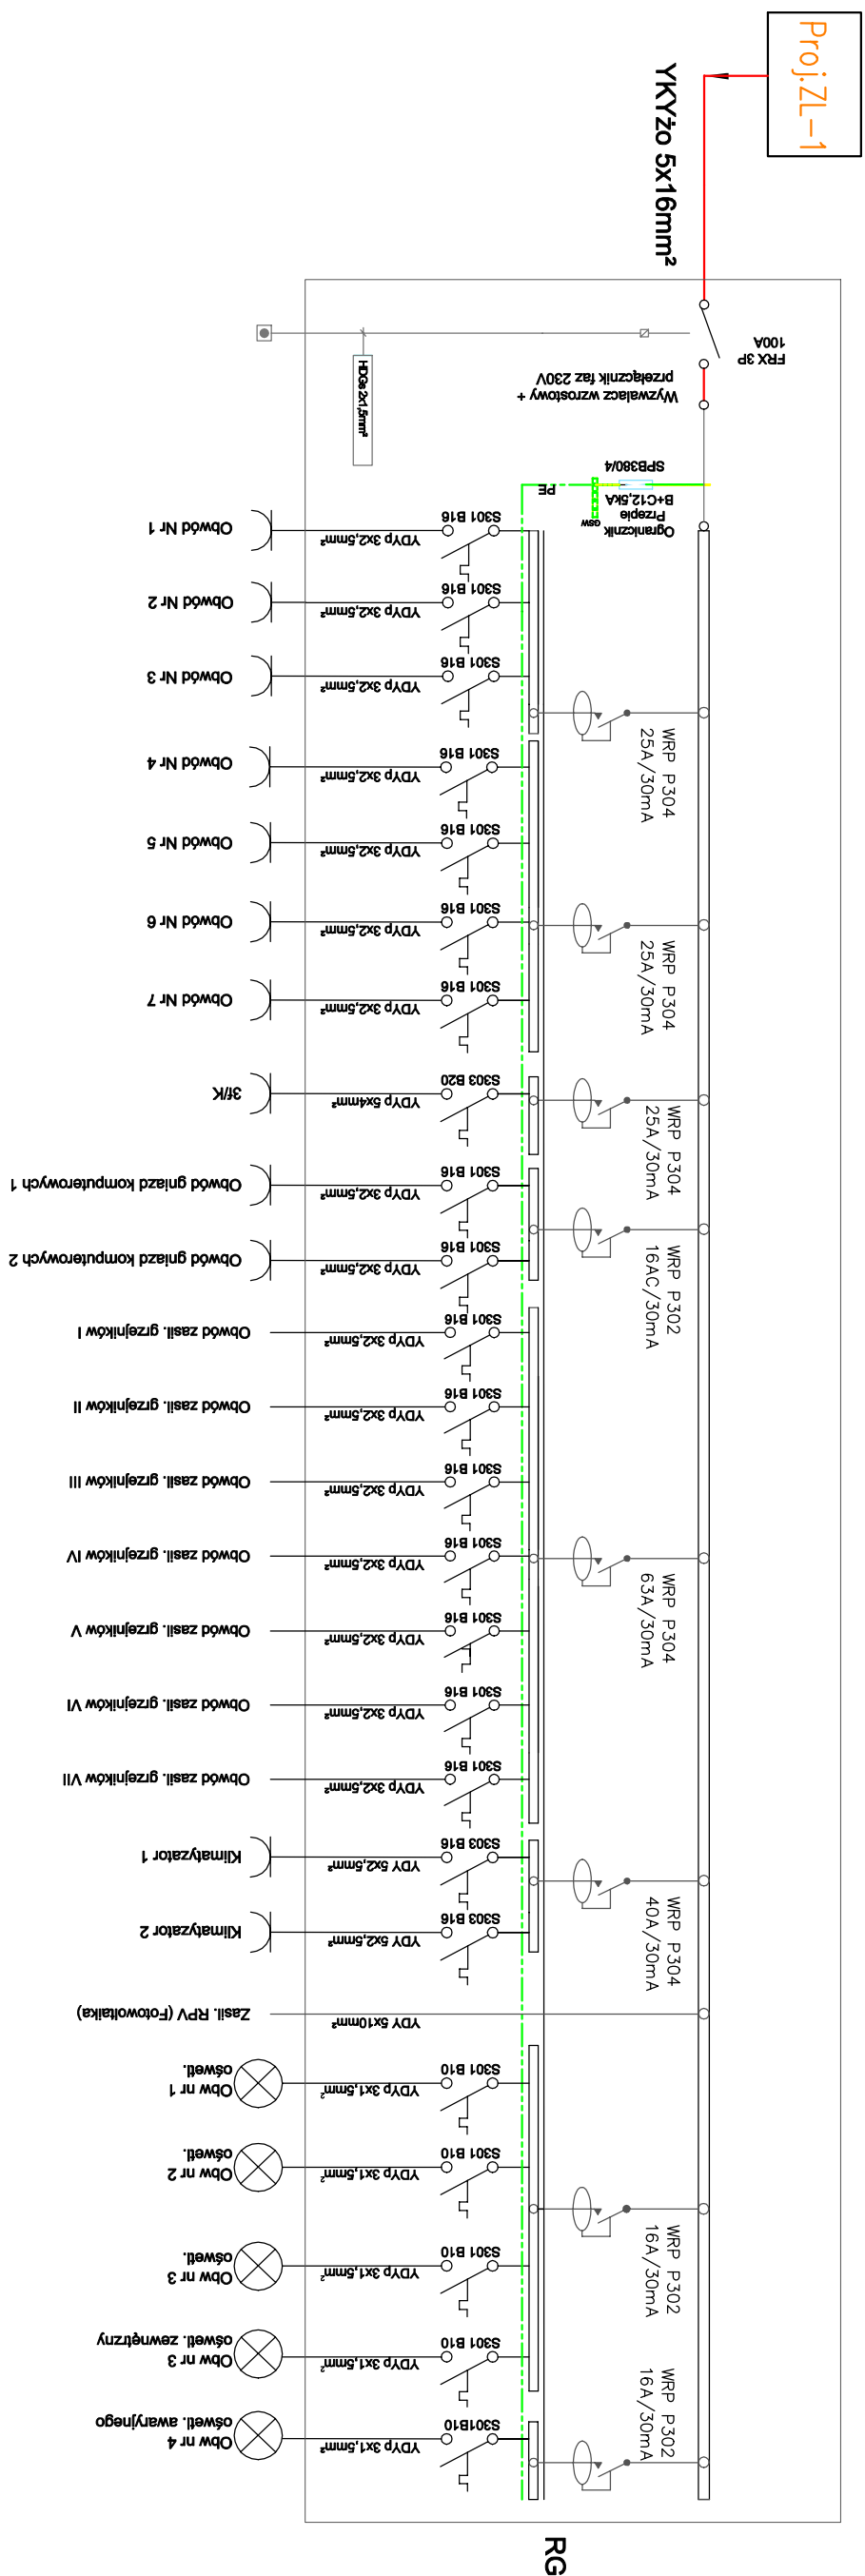 Proj.ZL-1
YKYżo 5x16mm²
FRX 3P
100A
Wyzwalacz wzrostowy +
przełącznik faz 230V
HDGs 2x1,5mm²
SPB380/4
Ogranicznik
Przepie
B+C12,5kA
GSW
PE
Obwód Nr 1
YDYp 3x2,5mm²
S301 B16
Obwód Nr 2
YDYp 3x2,5mm²
S301 B16
Obwód Nr 3
YDYp 3x2,5mm²
S301 B16
WRP P304
25A/30mA
Obwód Nr 4
YDYp 3x2,5mm²
S301 B16
Obwód Nr 5
YDYp 3x2,5mm²
S301 B16
Obwód Nr 6
YDYp 3x2,5mm²
S301 B16
WRP P304
25A/30mA
Obwód Nr 7
YDYp 3x2,5mm²
S301 B16
3f/K
YDYp 5x4mm²
S303 B20
WRP P304
25A/30mA
Obwód gniazd komputerowych 1
YDYp 3x2,5mm²
S301 B16
WRP P302
16AC/30mA
Obwód gniazd komputerowych 2
YDYp 3x2,5mm²
S301 B16
Obwód zasil. grzejników I
YDYp 3x2,5mm²
S301 B16
Obwód zasil. grzejników II
YDYp 3x2,5mm²
S301 B16
Obwód zasil. grzejników III
YDYp 3x2,5mm²
S301 B16
Obwód zasil. grzejników IV
YDYp 3x2,5mm²
S301 B16
WRP P304
63A/30mA
Obwód zasil. grzejników V
YDYp 3x2,5mm²
S301 B16
Obwód zasil. grzejników VI
YDYp 3x2,5mm²
S301 B16
Obwód zasil. grzejników VII
YDYp 3x2,5mm²
S301 B16
Klimatyzator 1
YDY 5x2,5mm²
S303 B16
WRP P304
40A/30mA
Klimatyzator 2
YDY 5x2,5mm²
S303 B16
Zasil. RPV (Fotowoltaika)
YDY 5x10mm²
Obw nr 1
oświetl.
YDYp 3x1,5mm²
S301 B10
Obw nr 2
oświetl.
YDYp 3x1,5mm²
S301 B10
WRP P302
16A/30mA
Obw nr 3
oświetl.
YDYp 3x1,5mm²
S301 B10
Obw nr 3
oświetl. zewnętrzny
YDYp 3x1,5mm²
S301 B10
Obw nr 4
oświetl. awaryjnego
YDYp 3x1,5mm²
S301B10
WRP P302
16A/30mA
RG